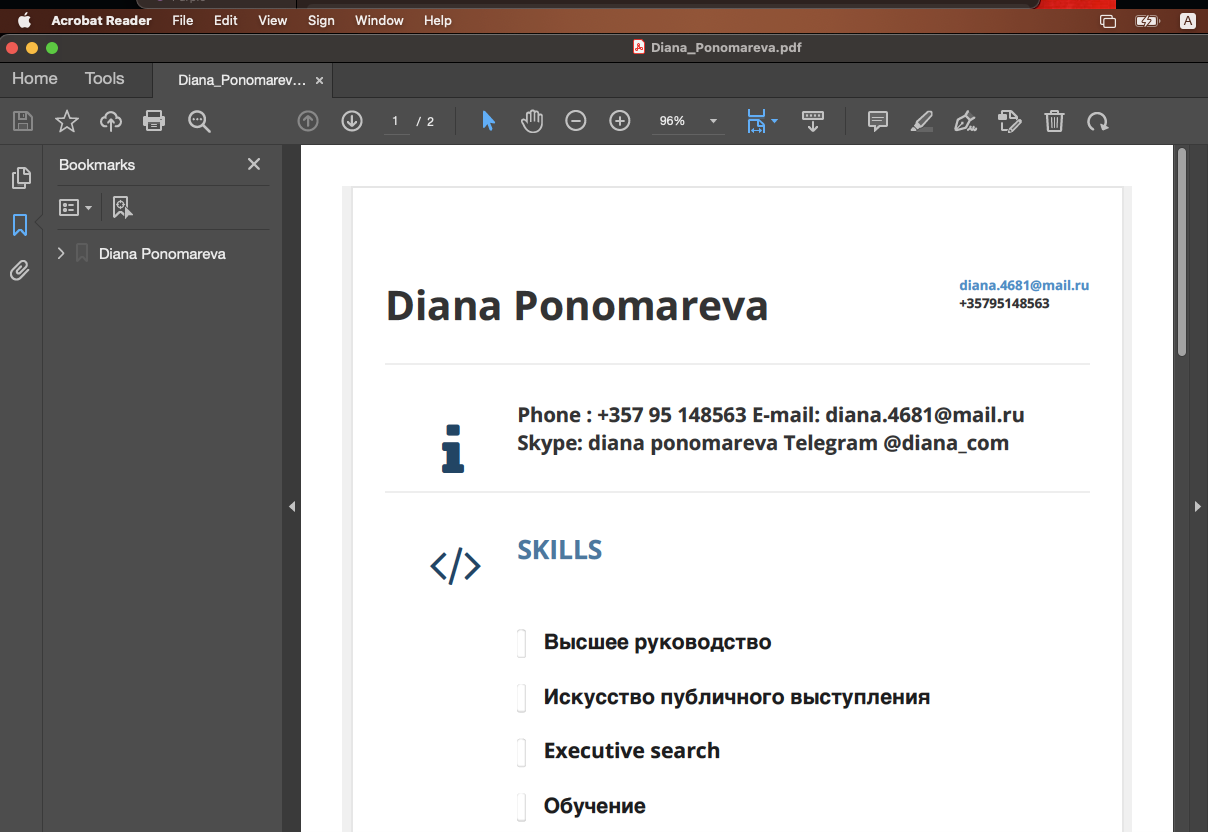 Acrobat Reader File Edit View Sign Window Help A
Diana_Ponomareva.pdf
Home Tools Diana_Ponomarev... ×
1 / 2 96%
Bookmarks
Diana Ponomareva
diana.4681@mail.ru
+35795148563
Diana Ponomareva
Phone : +357 95 148563 E-mail: diana.4681@mail.ru
Skype: diana ponomareva Telegram @diana_com
SKILLS
Высшее руководство
Искусство публичного выступления
Executive search
Обучение